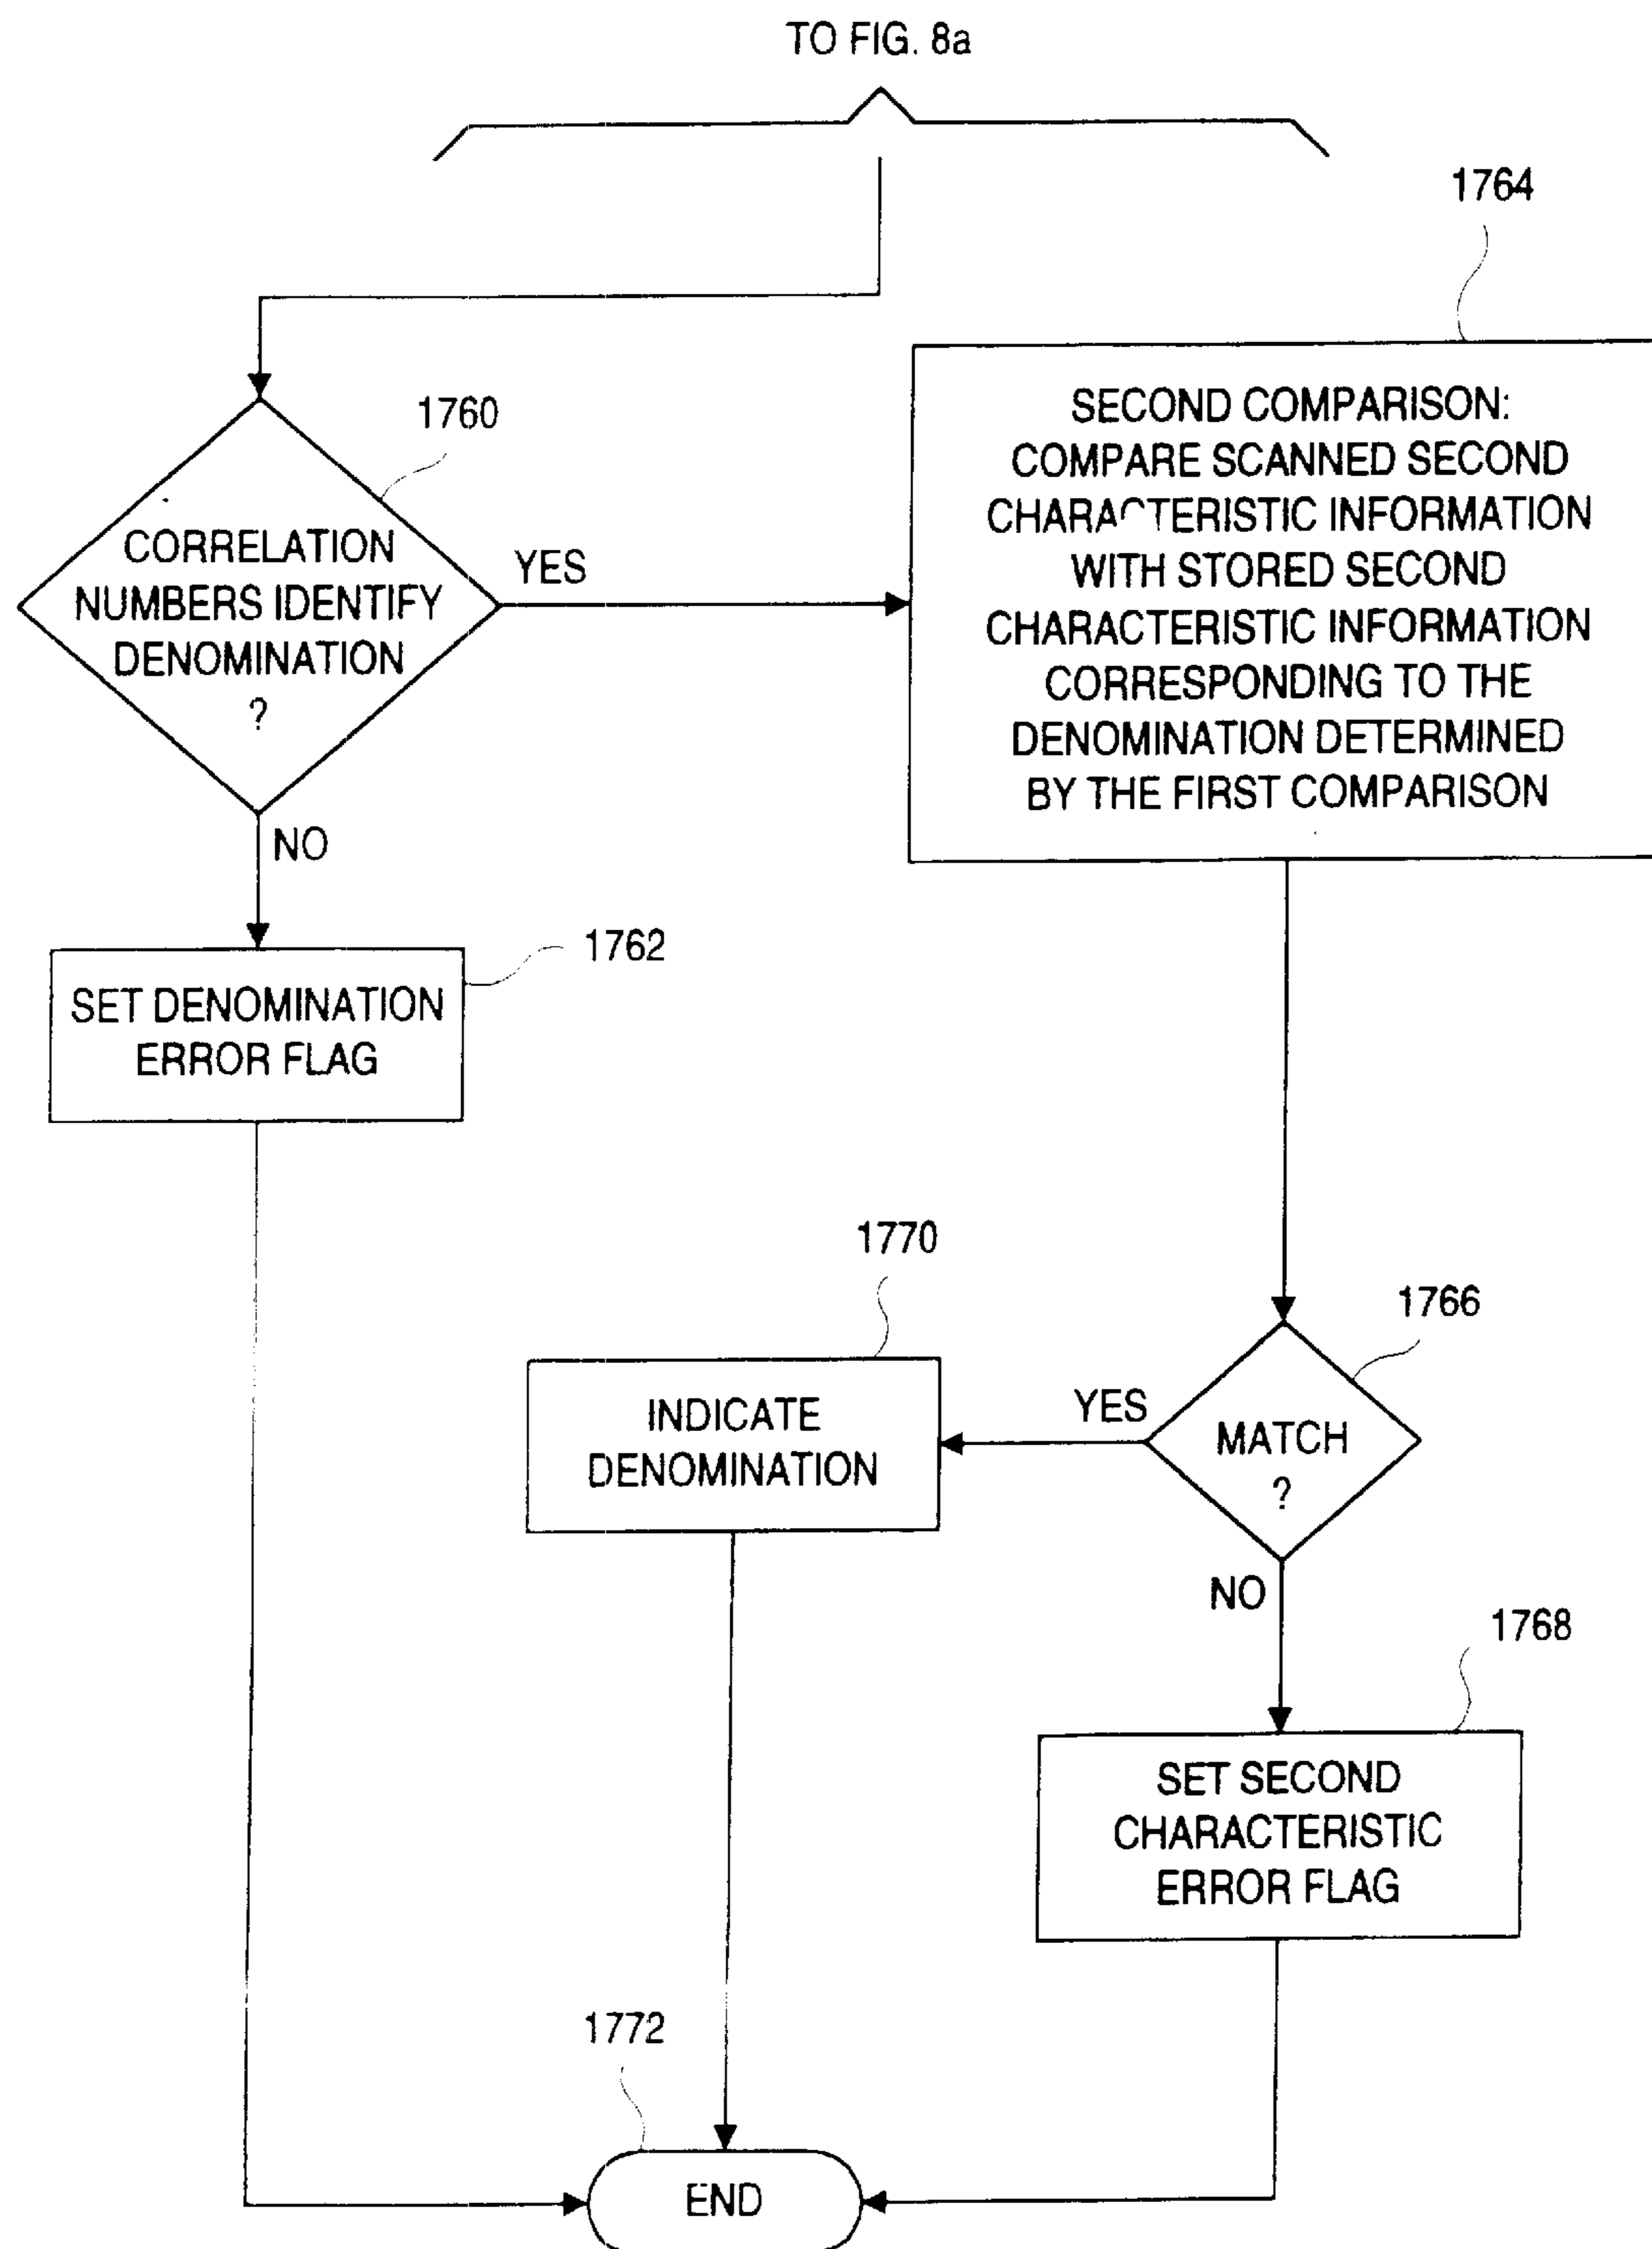 TO FIG. 8a
1764
1760
SECOND COMPARISON:
COMPARE SCANNED SECOND
CHARACTERISTIC INFORMATION
WITH STORED SECOND
CHARACTERISTIC INFORMATION
CORRESPONDING TO THE
DENOMINATION DETERMINED
BY THE FIRST COMPARISON
CORRELATION
NUMBERS IDENTIFY
DENOMINATION
?
YES
NO
1762
SET DENOMINATION
ERROR FLAG
1770
1766
INDICATE
DENOMINATION
YES
MATCH
?
NO
1768
SET SECOND
CHARACTERISTIC
ERROR FLAG
1772
END